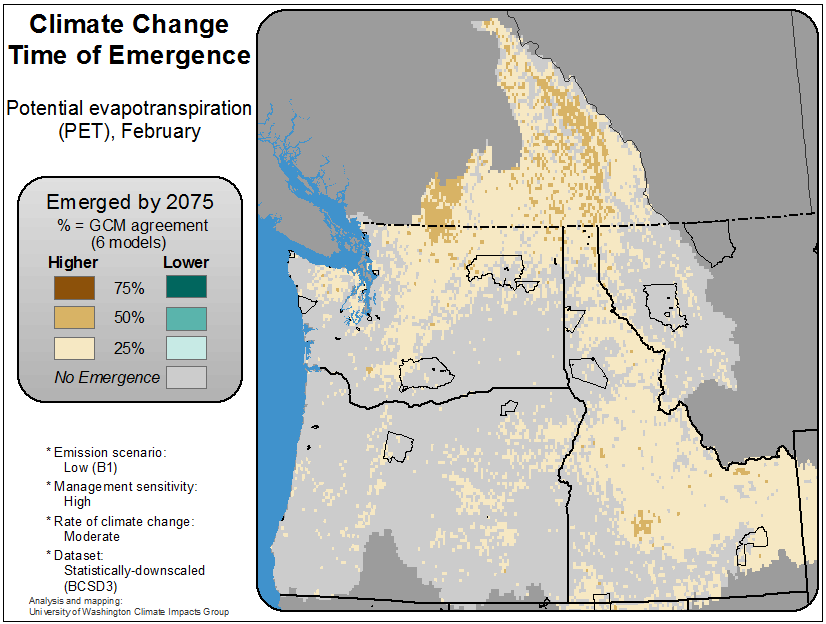 Climate Change
Time of Emergence
Potential evapotranspiration
(PET), February
Emerged by 2075
% = GCM agreement
(6 models)
Higher Lower
75%
50%
25%
No Emergence
* Emission scenario:
Low (B1)
* Management sensitivity:
High
* Rate of climate change:
Moderate
* Dataset:
Statistically-downscaled
(BCSD3)
Analysis and mapping:
University of Washington Climate Impacts Group